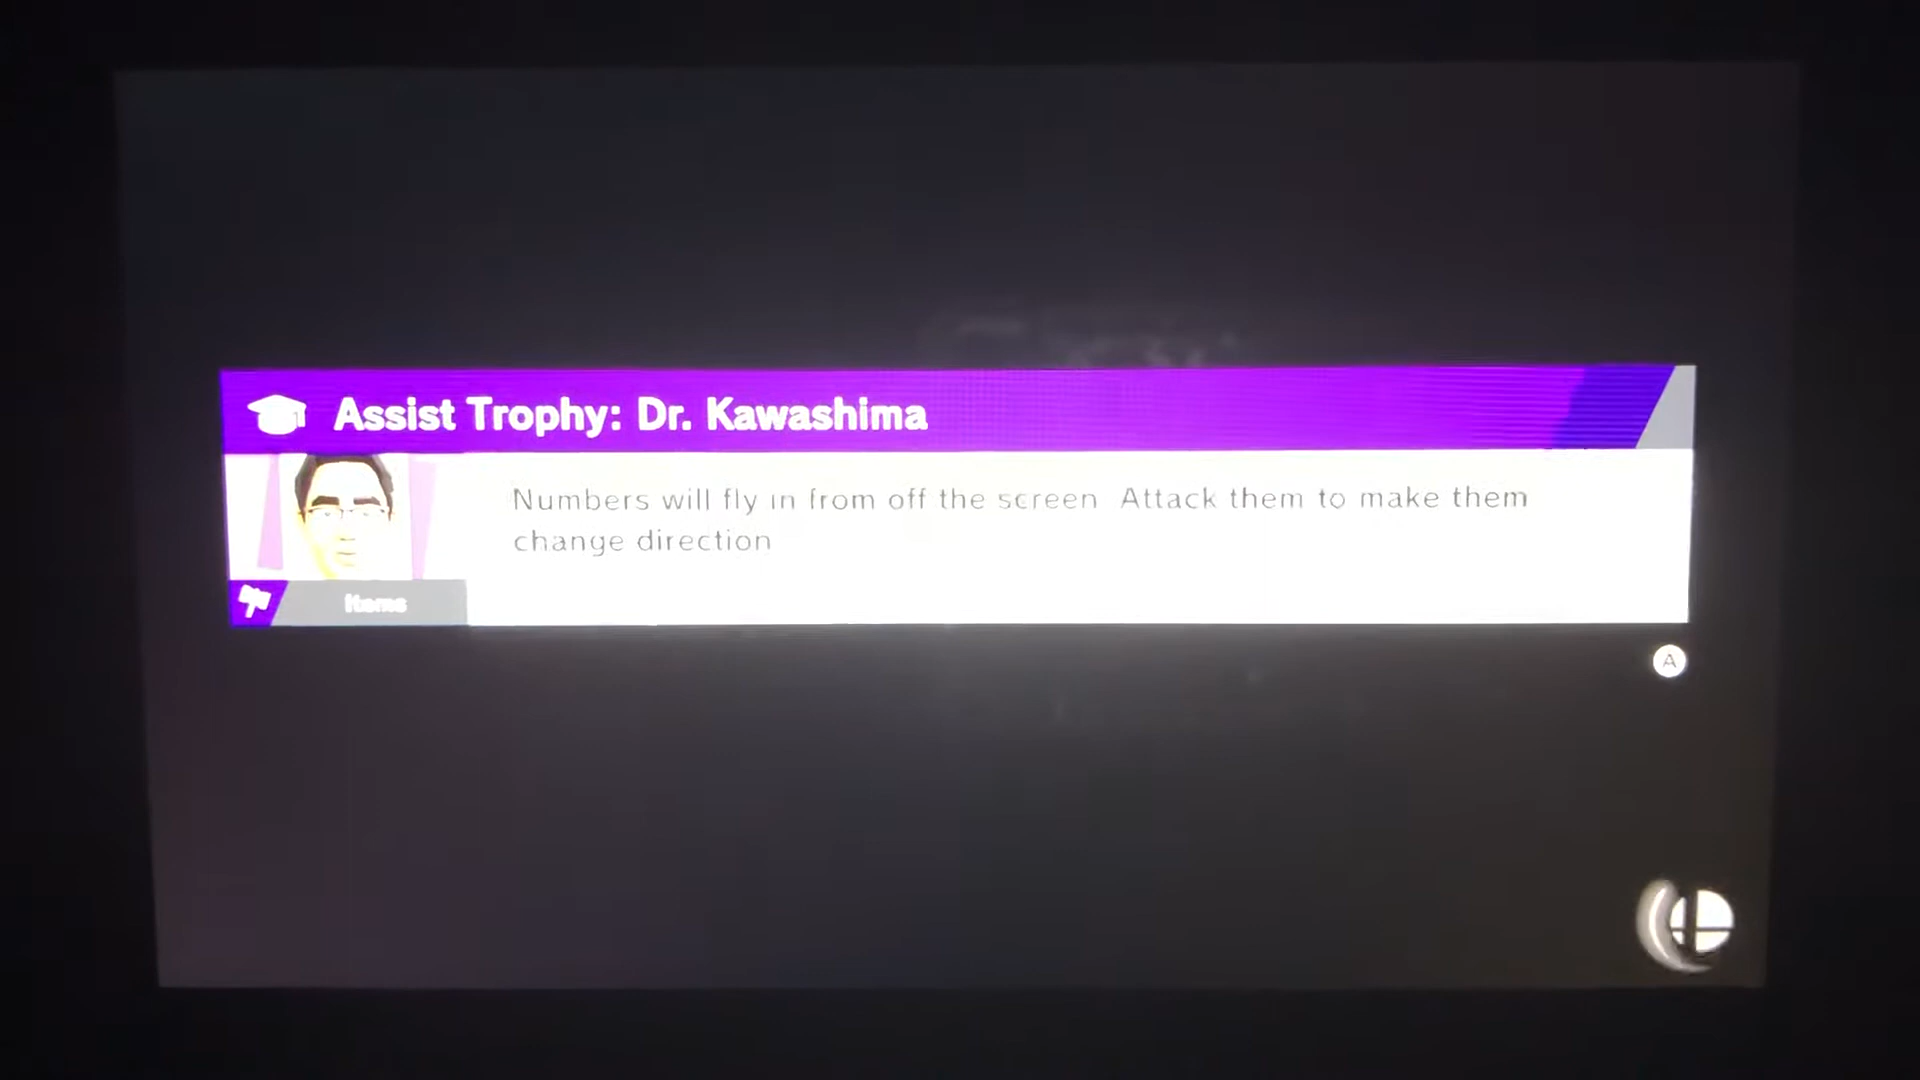 Assist Trophy: Dr. Kawashima
Numbers will fly in from off the screen. Attack them to make them
change direction.
Items
A